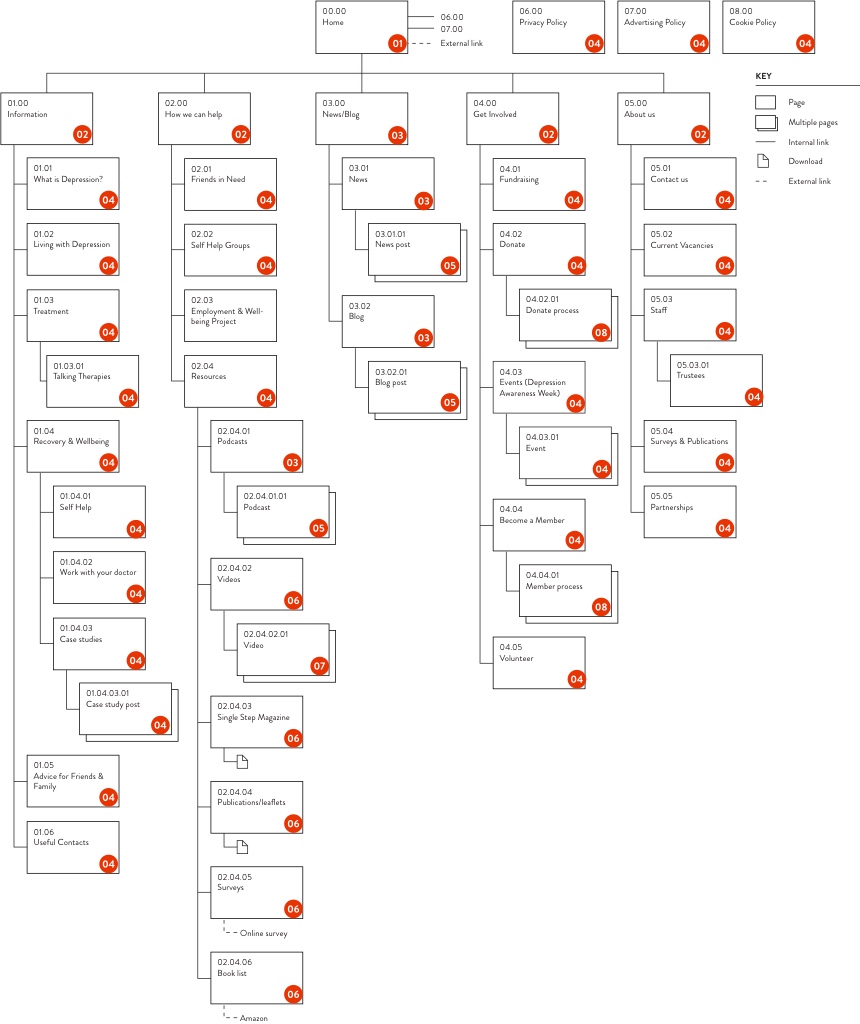 00.00
Home
01
06.00
07.00
External link
06.00
Privacy Policy
04
07.00
Advertising Policy
04
08.00
Cookie Policy
04
KEY
Page
Multiple pages
Internal link
Download
External link
01.00
Information
02
01.01
What is Depression?
04
01.02
Living with Depression
04
01.03
Treatment
04
01.03.01
Talking Therapies
04
01.04
Recovery & Wellbeing
04
01.04.01
Self Help
04
01.04.02
Work with your doctor
04
01.04.03
Case studies
04
01.04.03.01
Case study post
04
01.05
Advice for Friends &
Family
04
01.06
Useful Contacts
04
02.00
How we can help
02
02.01
Friends in Need
04
02.02
Self Help Groups
04
02.03
Employment & Well-
being Project
02.04
Resources
04
02.04.01
Podcasts
03
02.04.01.01
Podcast
05
02.04.02
Videos
06
02.04.02.01
Video
07
02.04.03
Single Step Magazine
06
02.04.04
Publications/leaflets
06
02.04.05
Surveys
06
Online survey
02.04.06
Book list
06
Amazon
03.00
News/Blog
03
03.01
News
03
03.01.01
News post
05
03.02
Blog
03
03.02.01
Blog post
05
04.00
Get Involved
02
04.01
Fundraising
04
04.02
Donate
04
04.02.01
Donate process
08
04.03
Events (Depression
Awareness Week)
04
04.03.01
Event
04
04.04
Become a Member
04
04.04.01
Member process
08
04.05
Volunteer
04
05.00
About us
02
05.01
Contact us
04
05.02
Current Vacancies
04
05.03
Staff
04
05.03.01
Trustees
04
05.04
Surveys & Publications
04
05.05
Partnerships
04